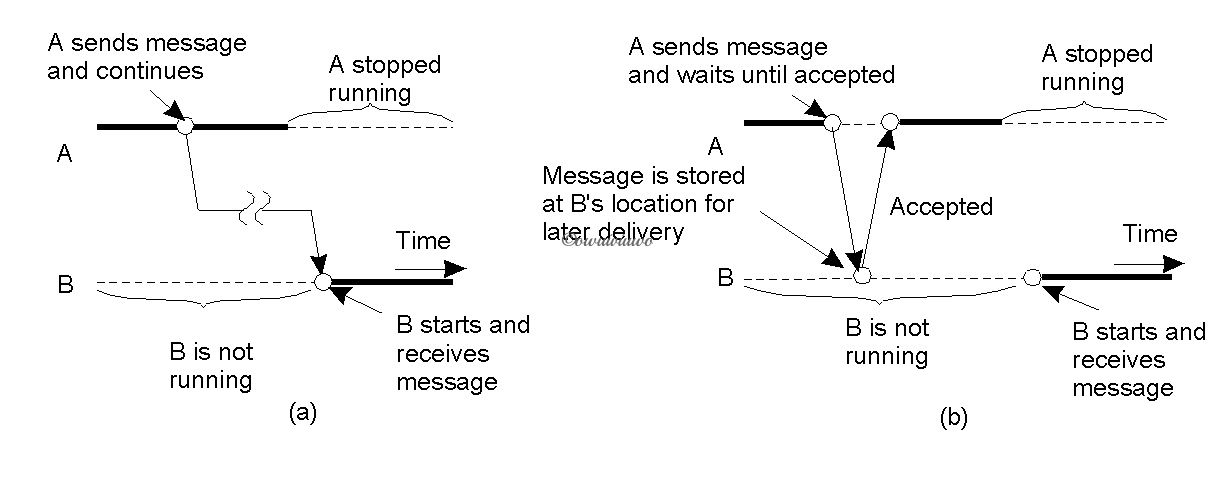 A sends message
and continues
A stopped
running
A
Time
B
B is not
running
B starts and
receives
message
(a)
A sends message
and waits until accepted
A stopped
running
A
Message is stored
at B's location for
later delivery
Accepted
Time
B
B is not
running
B starts and
receives
message
(b)